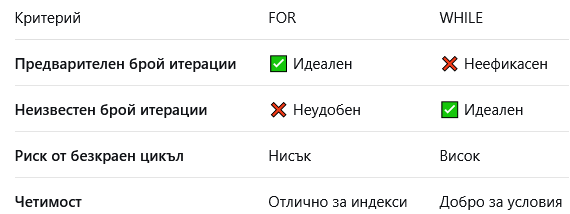 Критерий FOR WHILE
Предварителен брой итерации ✅ Идеален ❌ Неефикасен
Неизвестен брой итерации ❌ Неудобен ✅ Идеален
Риск от безкраен цикъл Нисък Висок
Четимост Отлично за индекси Добро за условия